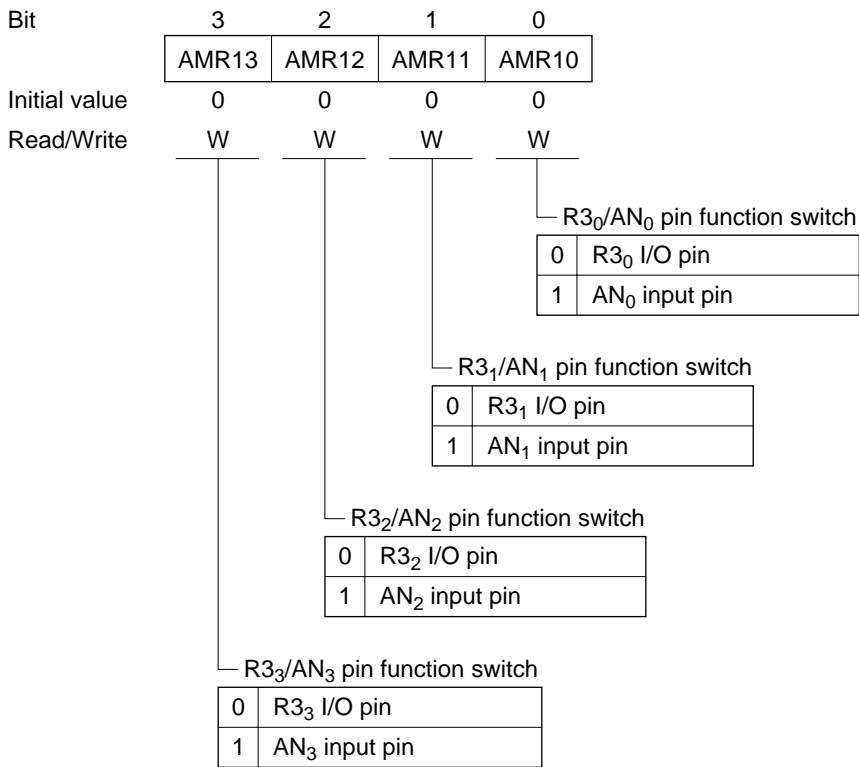 Bit 3 2 1 0
AMR13 AMR12 AMR11 AMR10
Initial value 0 0 0 0
Read/Write W W W W
R3₀/AN₀ pin function switch
0 R3₀ I/O pin
1 AN₀ input pin
R3₁/AN₁ pin function switch
0 R3₁ I/O pin
1 AN₁ input pin
R3₂/AN₂ pin function switch
0 R3₂ I/O pin
1 AN₂ input pin
R3₃/AN₃ pin function switch
0 R3₃ I/O pin
1 AN₃ input pin